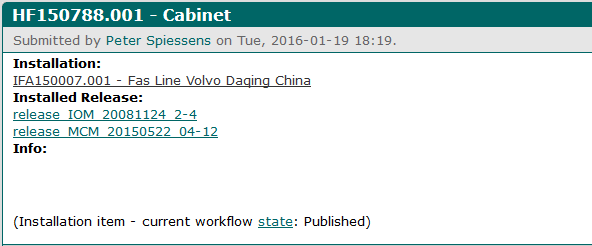 HF150788.001 - Cabinet
Submitted by Peter Spiessens on Tue, 2016-01-19 18:19.
Installation:
IFA150007.001 - Fas Line Volvo Daqing China
Installed Release:
release_IOM_20081124_2-4
release_MCM_20150522_04-12
Info:
(Installation item - current workflow state: Published)